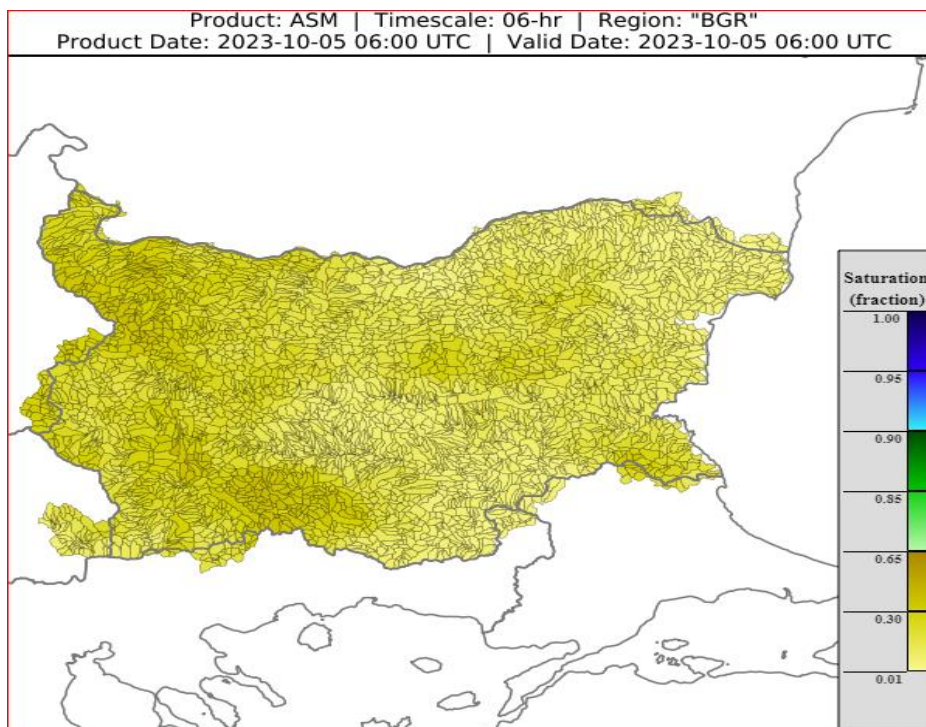 Product: ASM | Timescale: 06-hr | Region: "BGR"
Product Date: 2023-10-05 06:00 UTC | Valid Date: 2023-10-05 06:00 UTC
Saturation
(fraction)
1.00
0.95
0.90
0.85
0.65
0.30
0.01